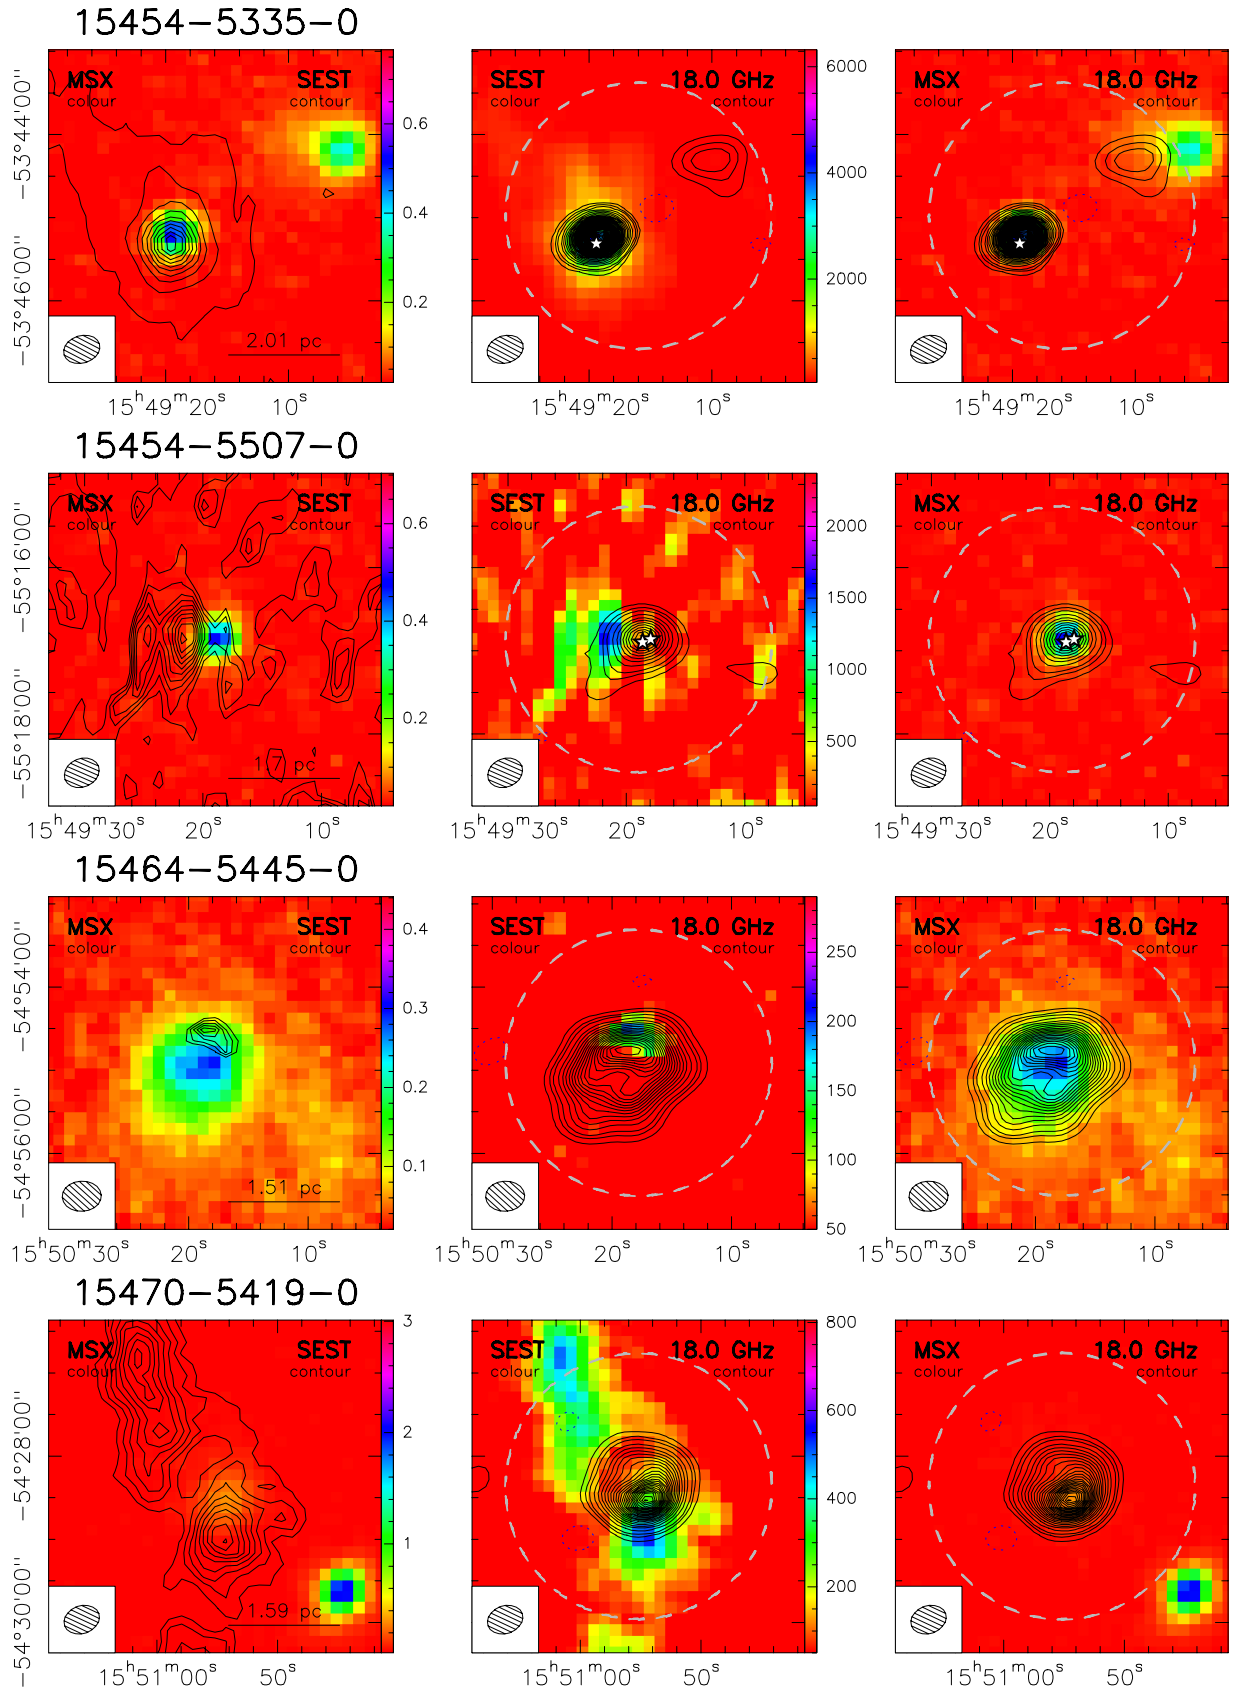 15454−5335−0
MSX SEST
colour contour
SEST 18.0 GHz
colour contour
MSX 18.0 GHz
colour contour
−53°44'00''
−53°46'00''
0.6
0.4
0.2
6000
4000
2000
2.01 pc
15ʰ49ᵐ20ˢ 10ˢ
15ʰ49ᵐ20ˢ 10ˢ
15ʰ49ᵐ20ˢ 10ˢ
15454−5507−0
MSX SEST
colour contour
SEST 18.0 GHz
colour contour
MSX 18.0 GHz
colour contour
−55°16'00''
−55°18'00''
0.6
0.4
0.2
2000
1500
1000
500
1.7 pc
15ʰ49ᵐ30ˢ 20ˢ 10ˢ
15ʰ49ᵐ30ˢ 20ˢ 10ˢ
15ʰ49ᵐ30ˢ 20ˢ 10ˢ
15464−5445−0
MSX SEST
colour contour
SEST 18.0 GHz
colour contour
MSX 18.0 GHz
colour contour
−54°54'00''
−54°56'00''
0.4
0.3
0.2
0.1
250
200
150
100
50
1.51 pc
15ʰ50ᵐ30ˢ 20ˢ 10ˢ
15ʰ50ᵐ30ˢ 20ˢ 10ˢ
15ʰ50ᵐ30ˢ 20ˢ 10ˢ
15470−5419−0
MSX SEST
colour contour
SEST 18.0 GHz
colour contour
MSX 18.0 GHz
colour contour
−54°28'00''
−54°30'00''
3
2
1
800
600
400
200
1.59 pc
15ʰ51ᵐ00ˢ 50ˢ
15ʰ51ᵐ00ˢ 50ˢ
15ʰ51ᵐ00ˢ 50ˢ